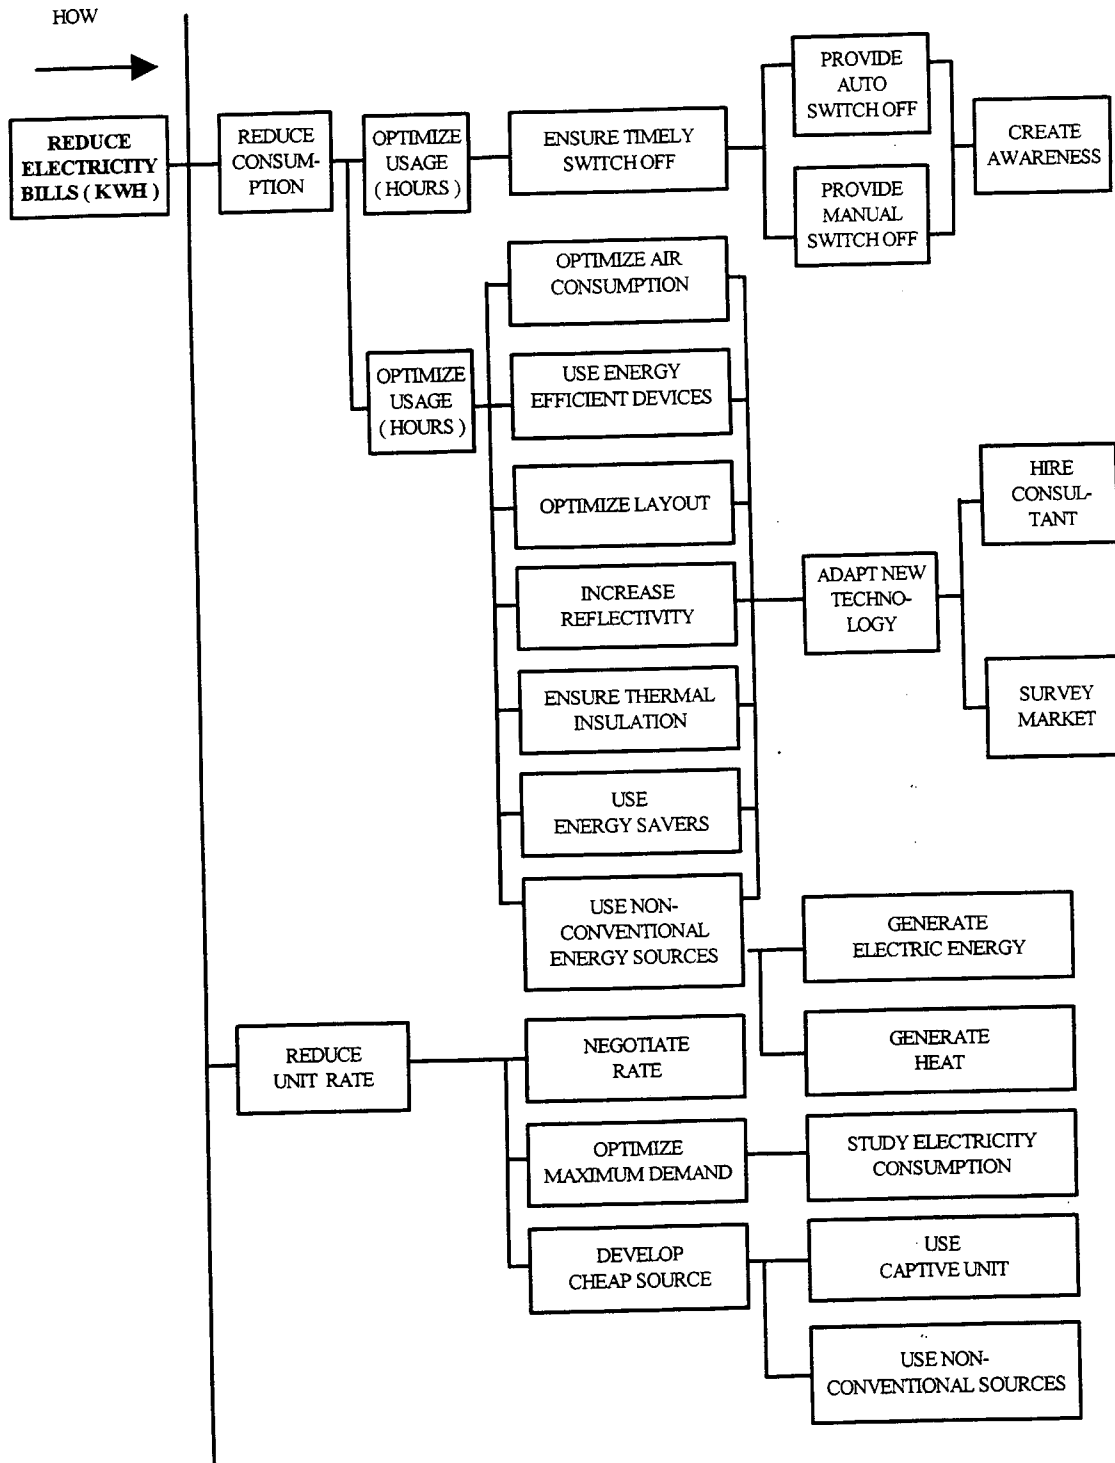 HOW
REDUCE
ELECTRICITY
BILLS ( KWH )
REDUCE
CONSUM-
PTION
OPTIMIZE
USAGE
( HOURS )
ENSURE TIMELY
SWITCH OFF
PROVIDE
AUTO
SWITCH OFF
PROVIDE
MANUAL
SWITCH OFF
CREATE
AWARENESS
OPTIMIZE
USAGE
( HOURS )
OPTIMIZE AIR
CONSUMPTION
USE ENERGY
EFFICIENT DEVICES
OPTIMIZE LAYOUT
INCREASE
REFLECTIVITY
ENSURE THERMAL
INSULATION
USE
ENERGY SAVERS
USE NON-
CONVENTIONAL
ENERGY SOURCES
ADAPT NEW
TECHNO-
LOGY
HIRE
CONSUL-
TANT
SURVEY
MARKET
GENERATE
ELECTRIC ENERGY
GENERATE
HEAT
REDUCE
UNIT RATE
NEGOTIATE
RATE
OPTIMIZE
MAXIMUM DEMAND
STUDY ELECTRICITY
CONSUMPTION
DEVELOP
CHEAP SOURCE
USE
CAPTIVE UNIT
USE NON-
CONVENTIONAL SOURCES